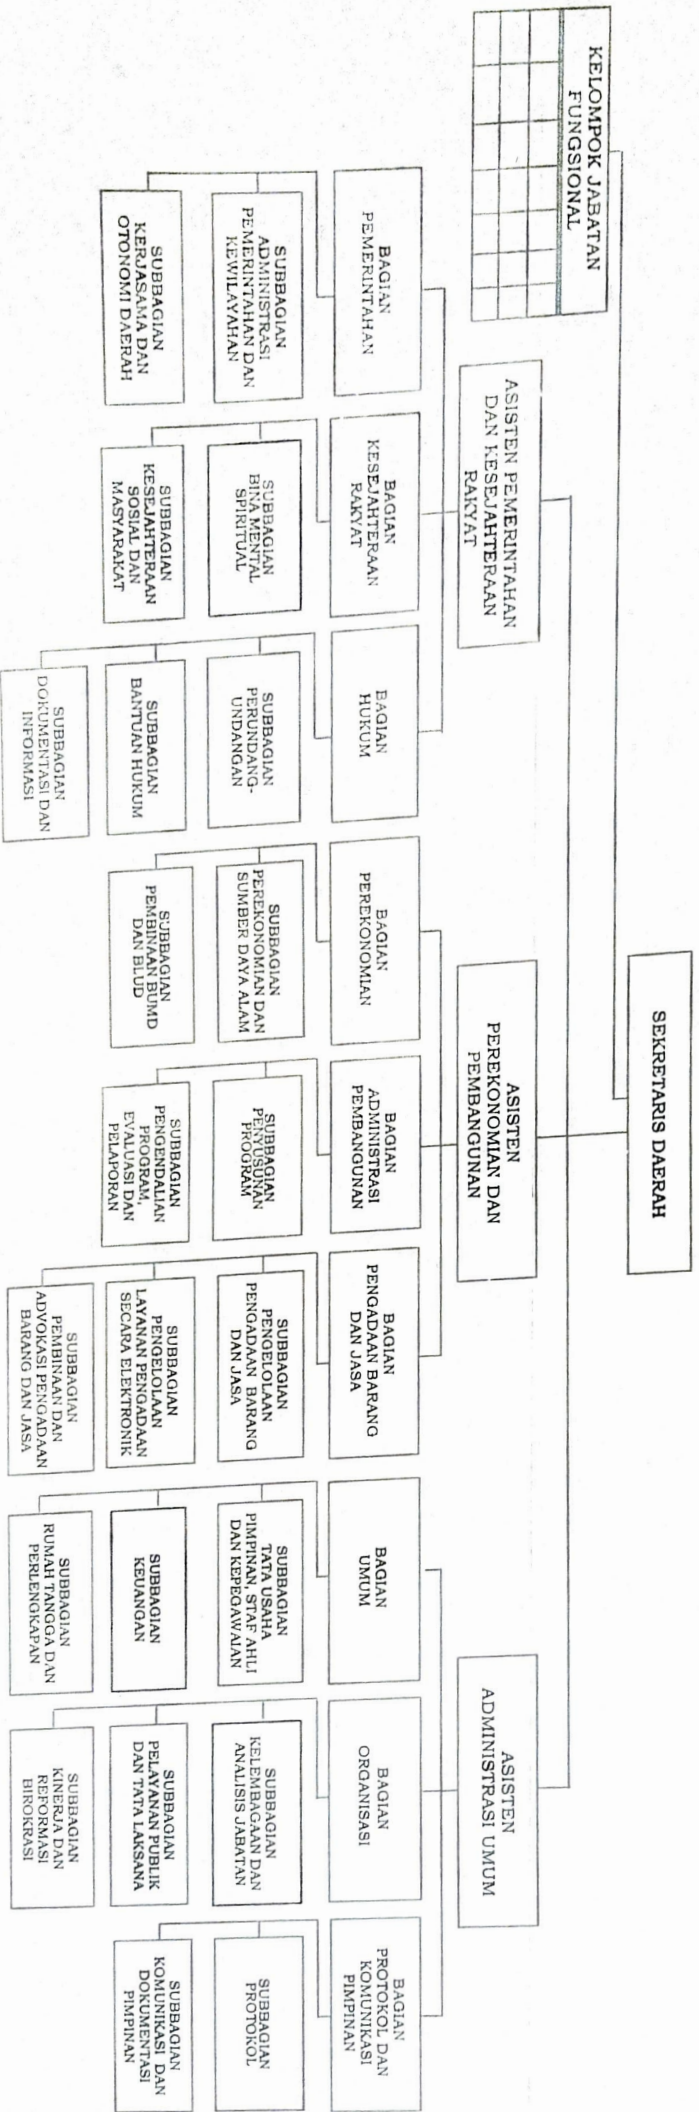 SEKRETARIS DAERAH
KELOMPOK JABATAN
FUNGSIONAL
ASISTEN PEMERINTAHAN
DAN KESEJAHTERAAN
RAKYAT
ASISTEN
PEREKONOMIAN DAN
PEMBANGUNAN
ASISTEN
ADMINISTRASI UMUM
BAGIAN
PEMERINTAHAN
BAGIAN
KESEJAHTERAAN
RAKYAT
BAGIAN
HUKUM
BAGIAN
PEREKONOMIAN
BAGIAN
ADMINISTRASI
PEMBANGUNAN
BAGIAN
PENGADAAN BARANG
DAN JASA
BAGIAN
UMUM
BAGIAN
ORGANISASI
BAGIAN
PROTOKOL DAN
KOMUNIKASI
PIMPINAN
SUBBAGIAN
ADMINISTRASI
PEMERINTAHAN DAN
KEWILAYAHAN
SUBBAGIAN
BINA MENTAL
SPIRITUAL
SUBBAGIAN
PERUNDANG-
UNDANGAN
SUBBAGIAN
PEREKONOMIAN DAN
SUMBER DAYA ALAM
SUBBAGIAN
PENYUSUNAN
PROGRAM
SUBBAGIAN
PENGELOLAAN
PENGADAAN BARANG
DAN JASA
SUBBAGIAN
TATA USAHA
PIMPINAN, STAF AHLI
DAN KEPEGAWAIAN
SUBBAGIAN
KELEMBAGAAN DAN
ANALISIS JABATAN
SUBBAGIAN
PROTOKOL
SUBBAGIAN
KERJASAMA DAN
OTONOMI DAERAH
SUBBAGIAN
KESEJAHTERAAN
SOSIAL DAN
MASYARAKAT
SUBBAGIAN
BANTUAN HUKUM
SUBBAGIAN
PEMBINAAN BUMD
DAN BLUD
SUBBAGIAN
PENGENDALIAN
PROGRAM,
EVALUASI DAN
PELAPORAN
SUBBAGIAN
PENGELOLAAN
LAYANAN PENGADAAN
SECARA ELEKTRONIK
SUBBAGIAN
KEUANGAN
SUBBAGIAN
PELAYANAN PUBLIK
DAN TATA LAKSANA
SUBBAGIAN
KOMUNIKASI DAN
DOKUMENTASI
PIMPINAN
SUBBAGIAN
DOKUMENTASI DAN
INFORMASI
SUBBAGIAN
PEMBINAAN DAN
ADVOKASI PENGADAAN
BARANG DAN JASA
SUBBAGIAN
RUMAH TANGGA DAN
PERLENGKAPAN
SUBBAGIAN
KINERJA DAN
REFORMASI
BIROKRASI